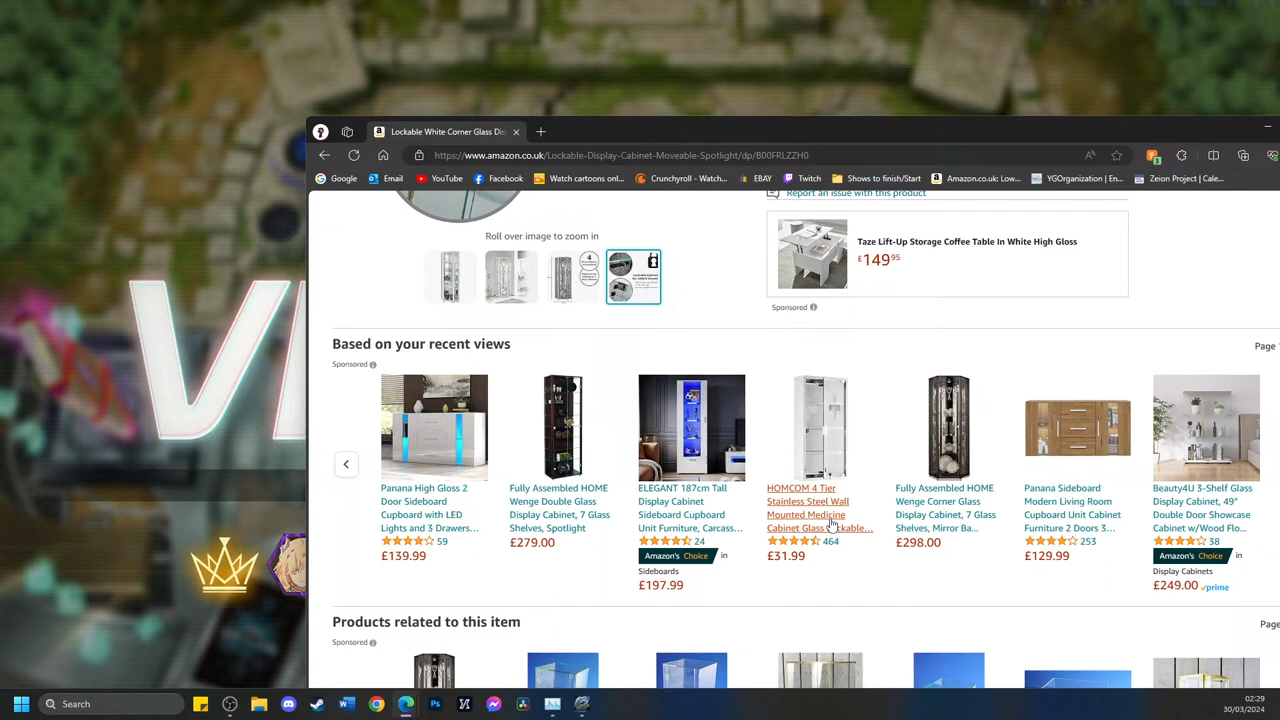 Lockable White Corner Glass Dis
https://www.amazon.co.uk/Lockable-Display-Cabinet-Moveable-Spotlight/dp/B00FRLZZH0
Google
Email
YouTube
Facebook
Watch cartoons onl...
Crunchyroll - Watch...
EBAY
Twitch
Shows to finish/Start
Amazon.co.uk: Low...
YGOrganization | En...
Zeion Project | Cale...
Report an issue with this product
Roll over image to zoom in
Taze Lift-Up Storage Coffee Table In White High Gloss
£149 95
Sponsored
Based on your recent views
Page
Sponsored
Panana High Gloss 2
Door Sideboard
Cupboard with LED
Lights and 3 Drawers...
59
£139.99
Fully Assembled HOME
Wenge Double Glass
Display Cabinet, 7 Glass
Shelves, Spotlight
£279.00
ELEGANT 187cm Tall
Display Cabinet
Sideboard Cupboard
Unit Furniture, Carcass...
24
Amazon's Choice in
Sideboards
£197.99
HOMCOM 4 Tier
Stainless Steel Wall
Mounted Medicine
Cabinet Glass Lockable...
464
£31.99
Fully Assembled HOME
Wenge Corner Glass
Display Cabinet, 7 Glass
Shelves, Mirror Ba...
£298.00
Panana Sideboard
Modern Living Room
Cupboard Unit Cabinet
Furniture 2 Doors 3...
253
£129.99
Beauty4U 3-Shelf Glass
Display Cabinet, 49"
Double Door Showcase
Cabinet w/Wood Flo...
38
Amazon's Choice in
Display Cabinets
£249.00 prime
Products related to this item
Page
Sponsored
Search
02:29
30/03/2024